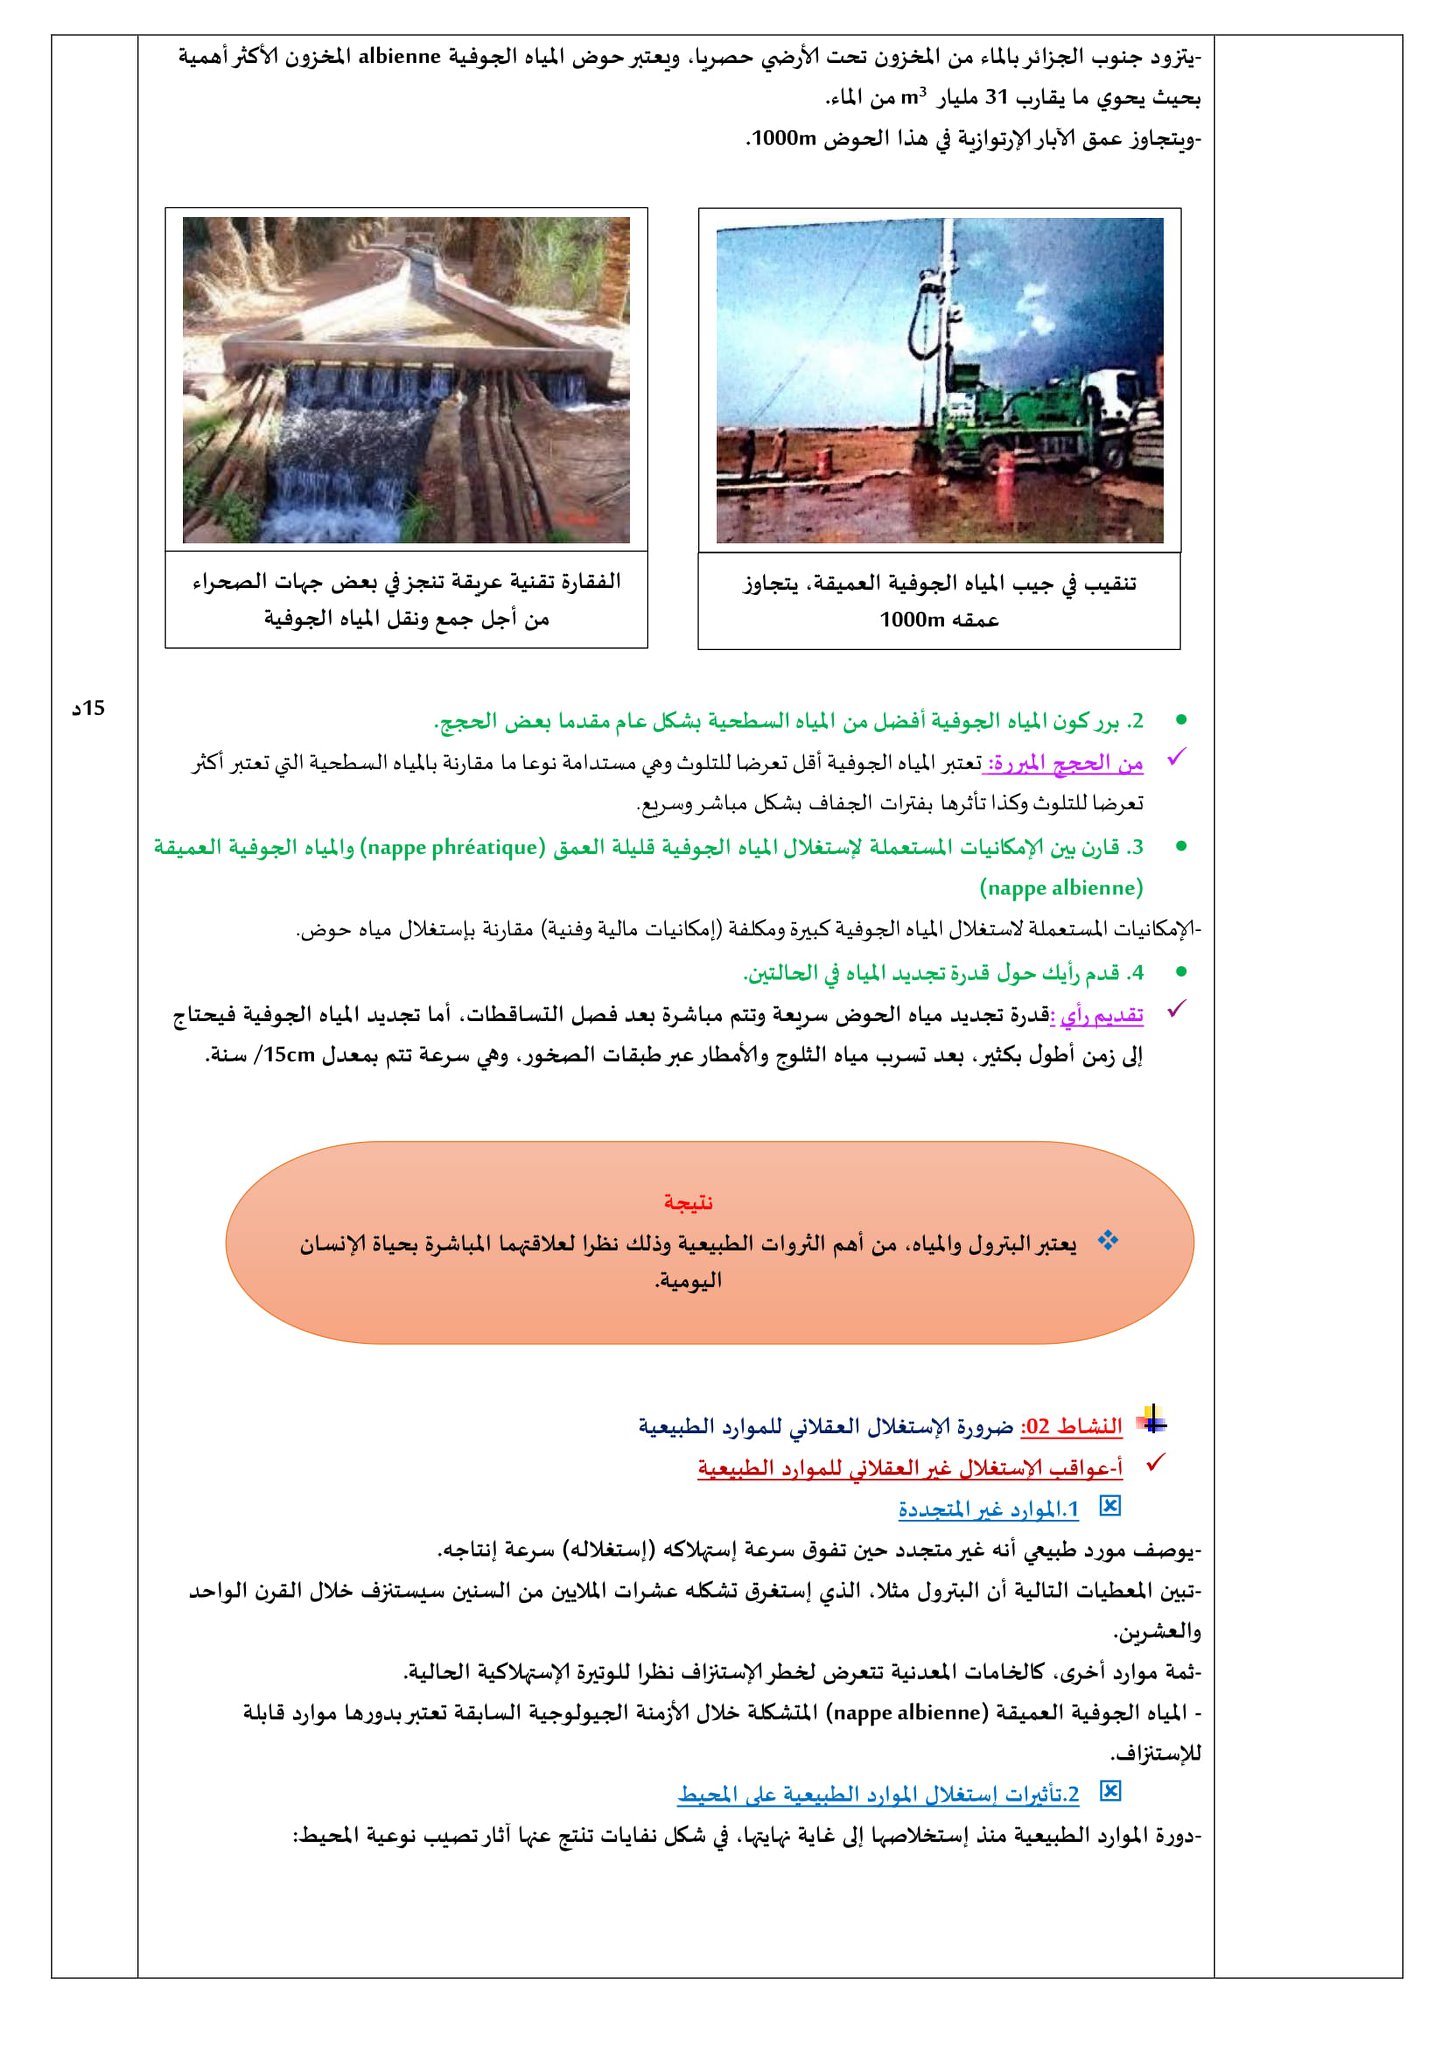 -يتزود جنوب الجزائر بالماء من المخزون تحت الأرضي حصريا، ويعتبر حوض المياه الجوفية albienne المخزون الأكثر أهمية
بحيث يحوي ما يقارب 31 مليار m³ من الماء.
-ويتجاوز عمق الآبار الإرتوازية في هذا الحوض 1000m.
تنقيب في جيب المياه الجوفية العميقة، يتجاوز
عمقه 1000m
الفقارة تقنية عريقة تنجز في بعض جهات الصحراء
من أجل جمع ونقل المياه الجوفية
15د
• 2. برر كون المياه الجوفية أفضل من المياه السطحية بشكل عام مقدما بعض الحجج.
✓ من الحجج المبررة: تعتبر المياه الجوفية أقل تعرضا للتلوث وهي مستدامة نوعا ما مقارنة بالمياه السطحية التي تعتبر أكثر
تعرضا للتلوث وكذا تأثرها بفترات الجفاف بشكل مباشر وسريع.
• 3. قارن بين الإمكانيات المستعملة لإستغلال المياه الجوفية قليلة العمق (nappe phréatique) والمياه الجوفية العميقة
(nappe albienne)
-الإمكانيات المستعملة لاستغلال المياه الجوفية كبيرة ومكلفة (إمكانيات مالية وفنية) مقارنة بإستغلال مياه حوض.
• 4. قدم رأيك حول قدرة تجديد المياه في الحالتين.
✓ تقديم رأي :قدرة تجديد مياه الحوض سريعة وتتم مباشرة بعد فصل التساقطات، أما تجديد المياه الجوفية فيحتاج
إلى زمن أطول بكثير، بعد تسرب مياه الثلوج والأمطار عبر طبقات الصخور، وهي سرعة تتم بمعدل 15cm/ سنة.
نتيجة
❖ يعتبر البترول والمياه، من أهم الثروات الطبيعية وذلك نظرا لعلاقتهما المباشرة بحياة الإنسان
اليومية.
النشاط 02: ضرورة الإستغلال العقلاني للموارد الطبيعية
✓ أ-عواقب الإستغلال غير العقلاني للموارد الطبيعية
☒ 1.الموارد غير المتجددة
-يوصف مورد طبيعي أنه غير متجدد حين تفوق سرعة إستهلاكه (إستغلاله) سرعة إنتاجه.
-تبين المعطيات التالية أن البترول مثلا، الذي إستغرق تشكله عشرات الملايين من السنين سيستنزف خلال القرن الواحد
والعشرين.
-ثمة موارد أخرى، كالخامات المعدنية تتعرض لخطر الإستنزاف نظرا للوتيرة الإستهلاكية الحالية.
- المياه الجوفية العميقة (nappe albienne) المتشكلة خلال الأزمنة الجيولوجية السابقة تعتبر بدورها موارد قابلة
للإستنزاف.
☒ 2.تأثيرات إستغلال الموارد الطبيعية على المحيط
-دورة الموارد الطبيعية منذ إستخلاصها إلى غاية نهايتها، في شكل نفايات تنتج عنها آثار تصيب نوعية المحيط: